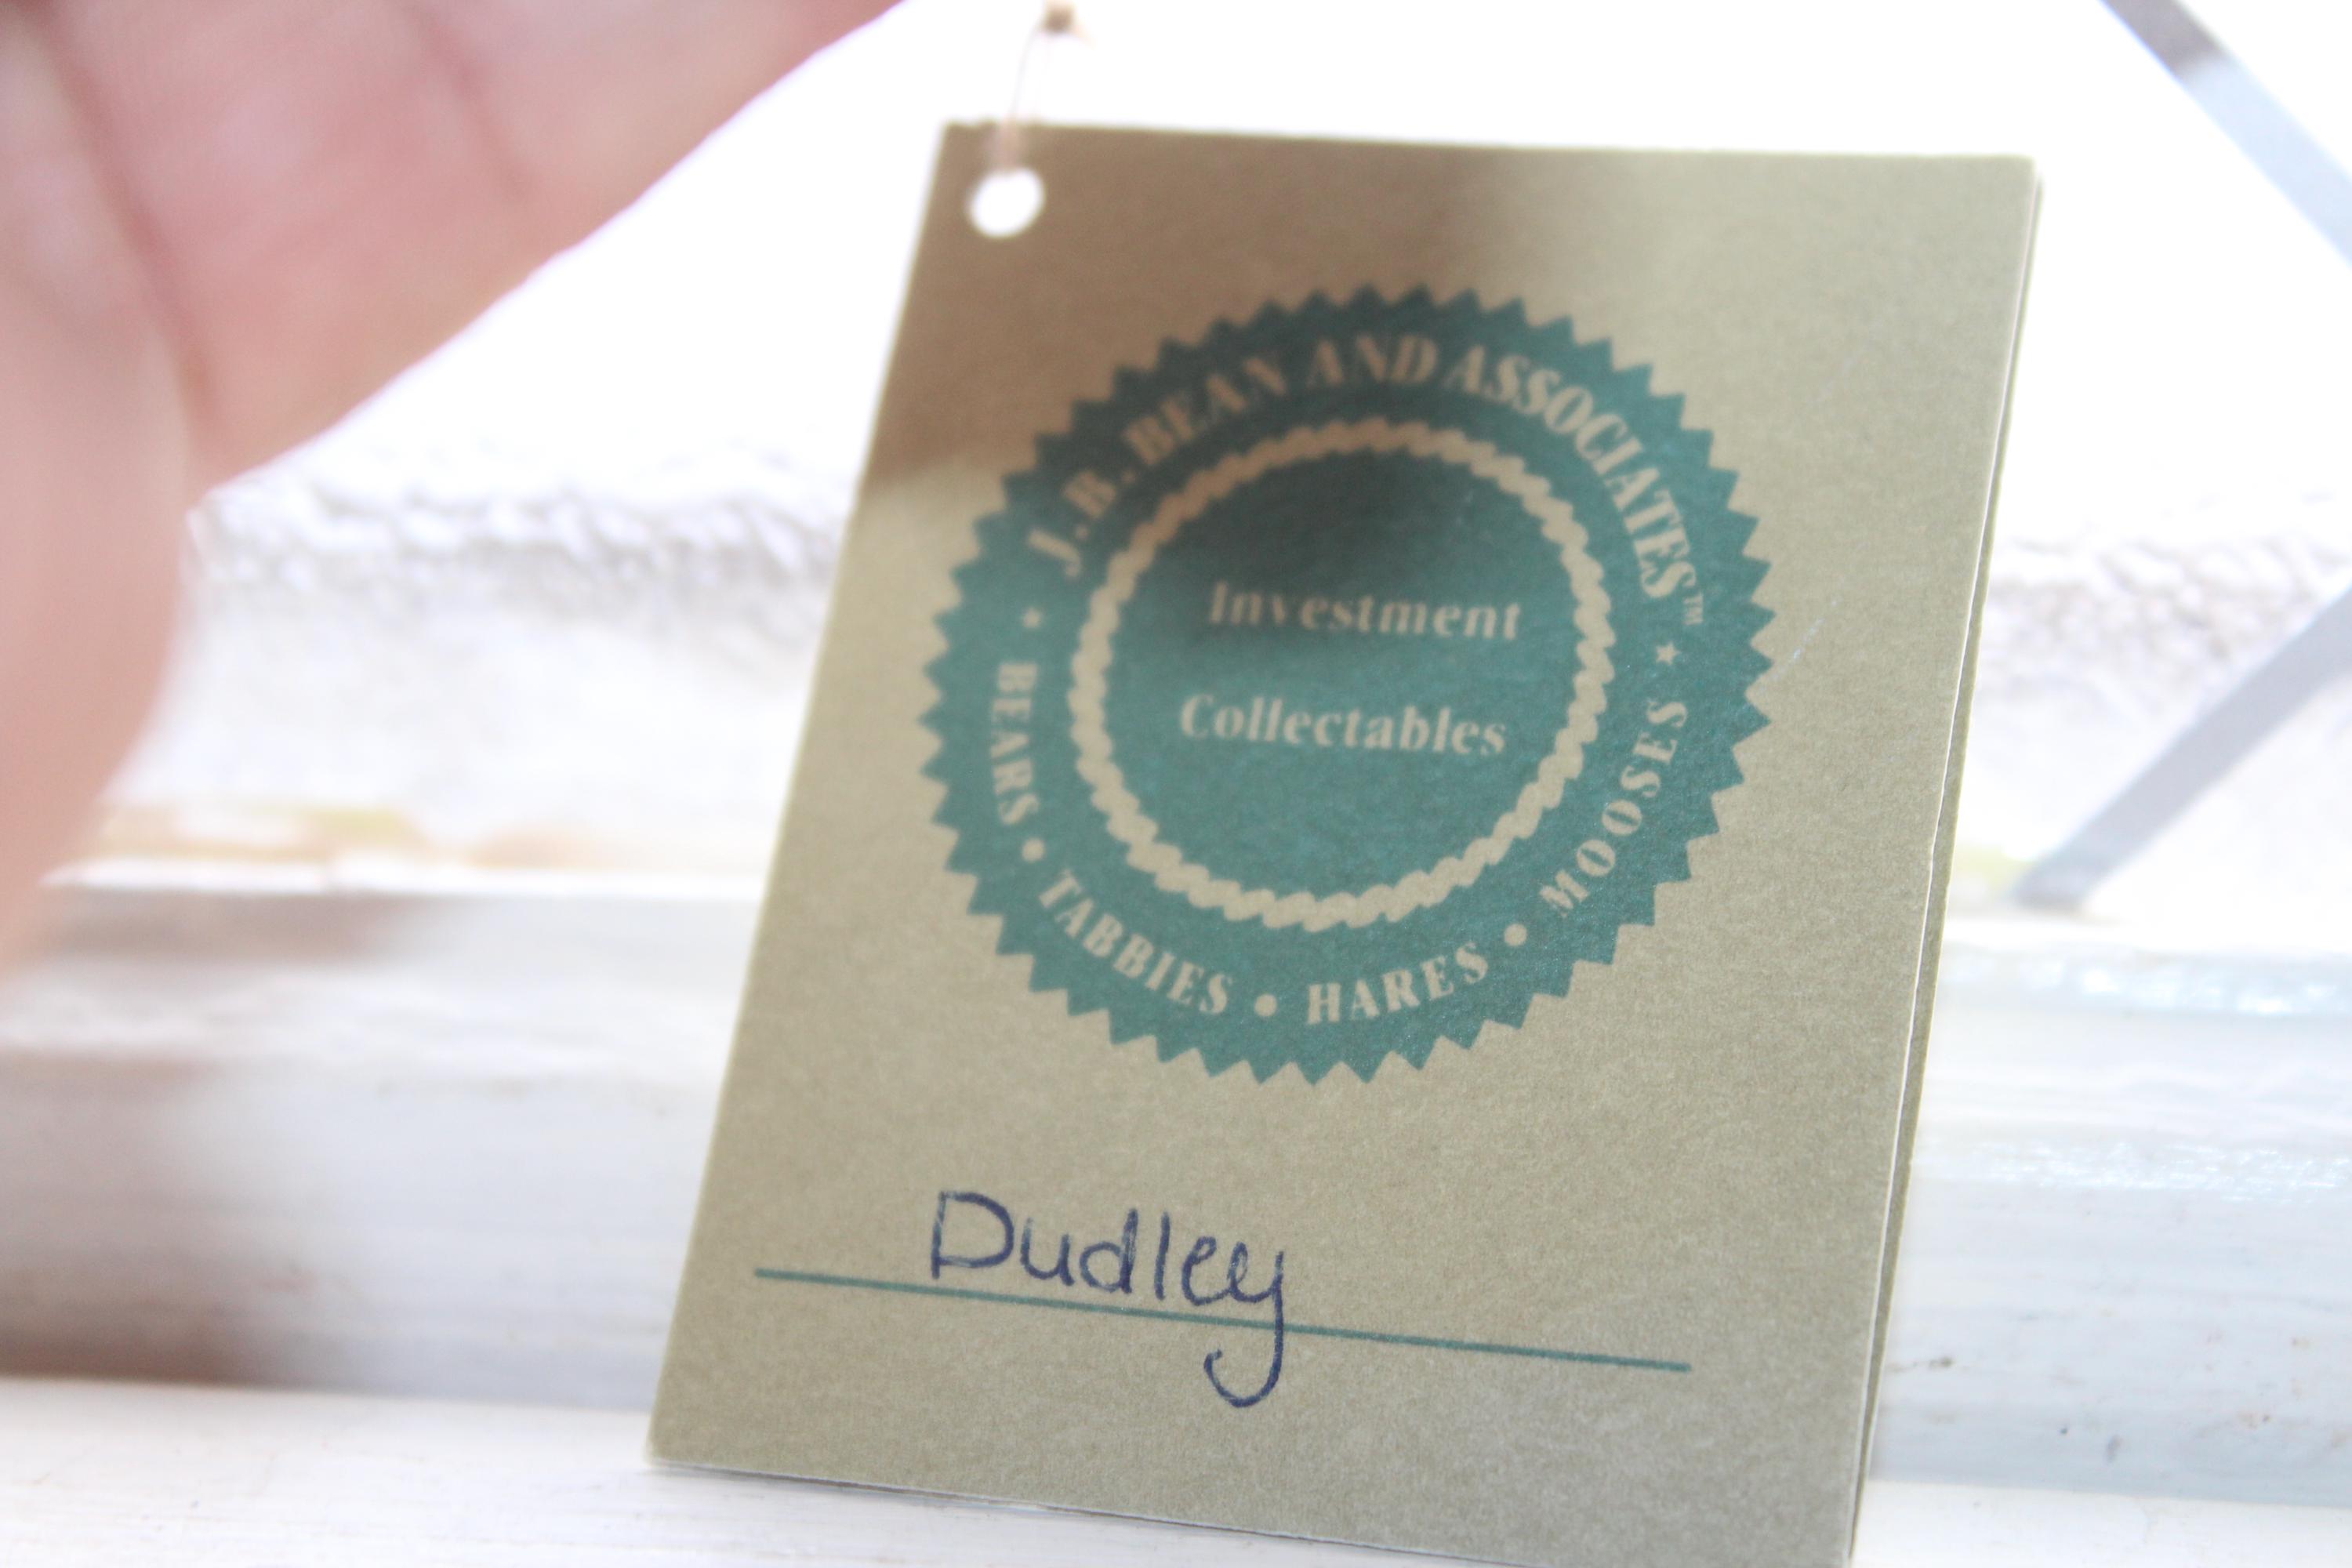 J.B. BEAN AND ASSOCIATES™
Investment
Collectables
★ BEARS • TABBIES • HARES • MOOSES ★
Dudley